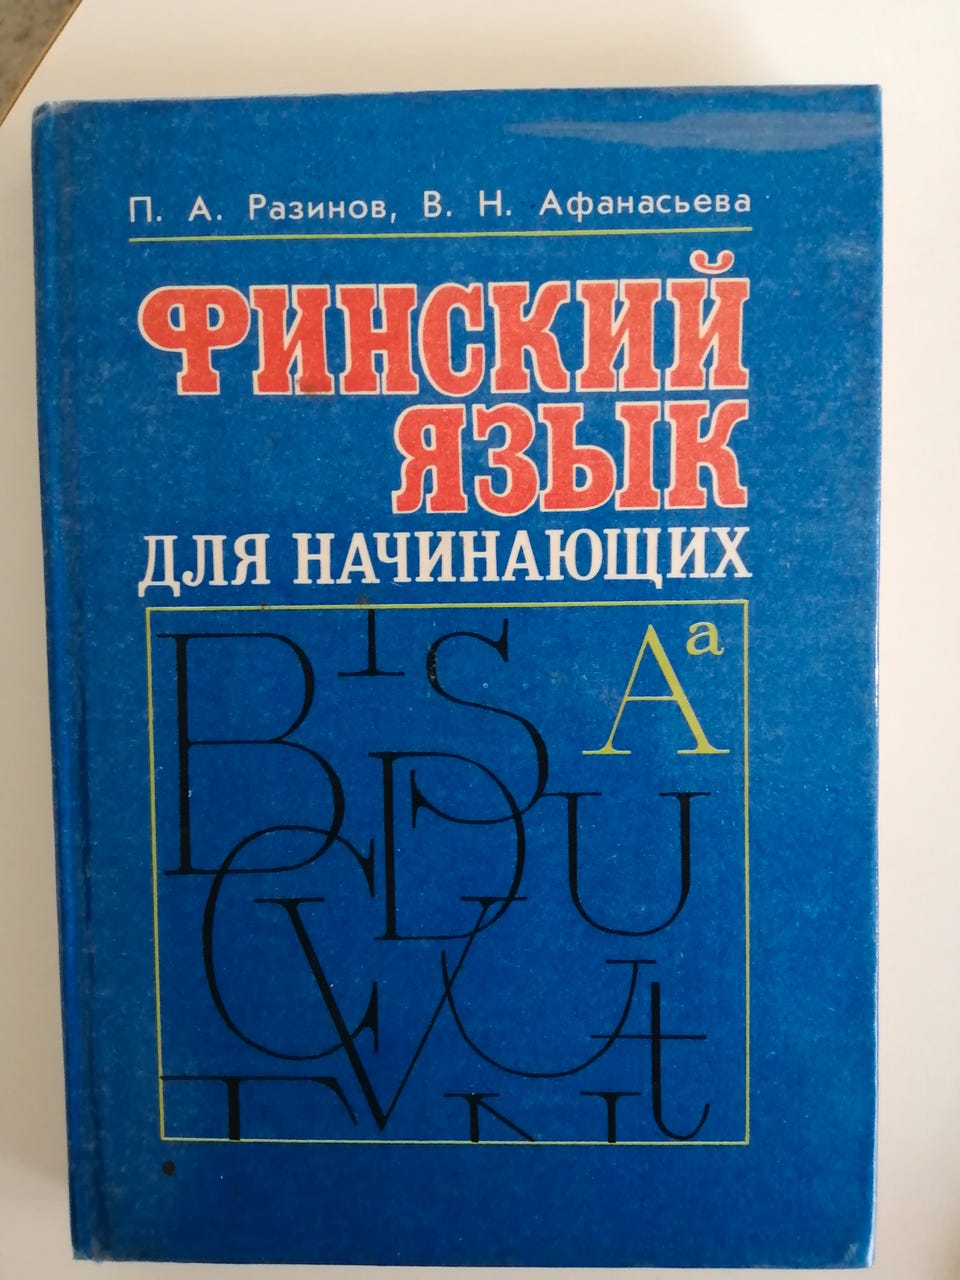 П. А. Разинов, В. Н. Афанасьева
ФИНСКИЙ
ЯЗЫК
ДЛЯ НАЧИНАЮЩИХ
B I S A a
D U
C V U t